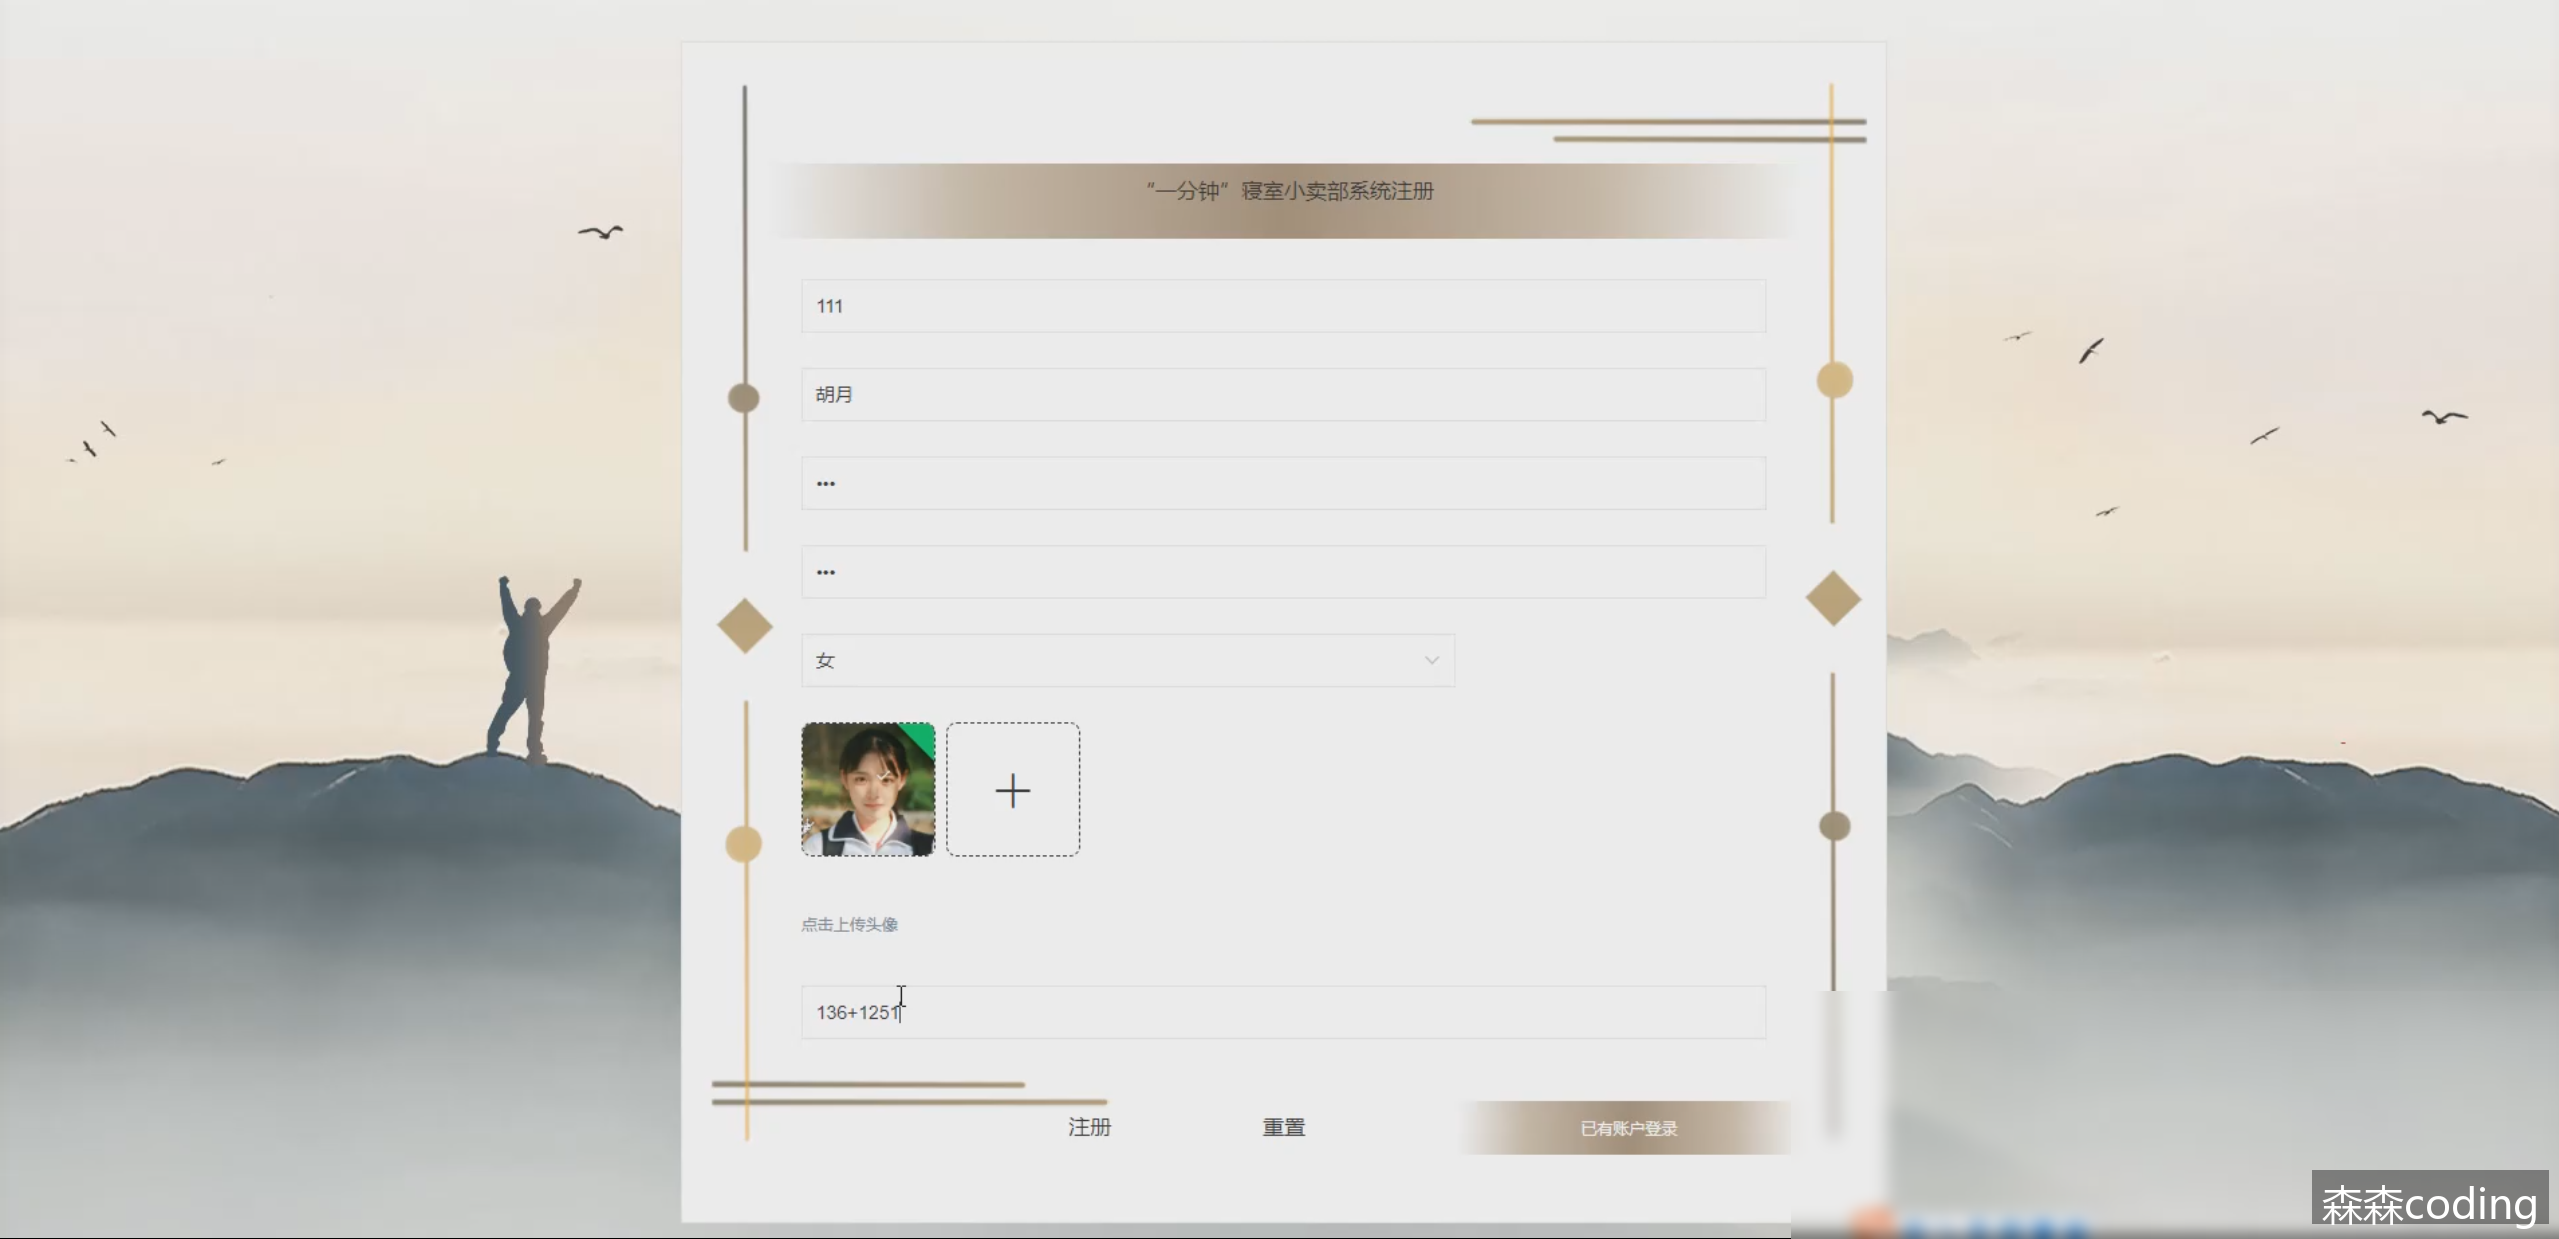 “一分钟”寝室小卖部系统注册
111
胡月
•••
•••
女
点击上传头像
136+1251
注册 重置 已有账户登录
森森coding